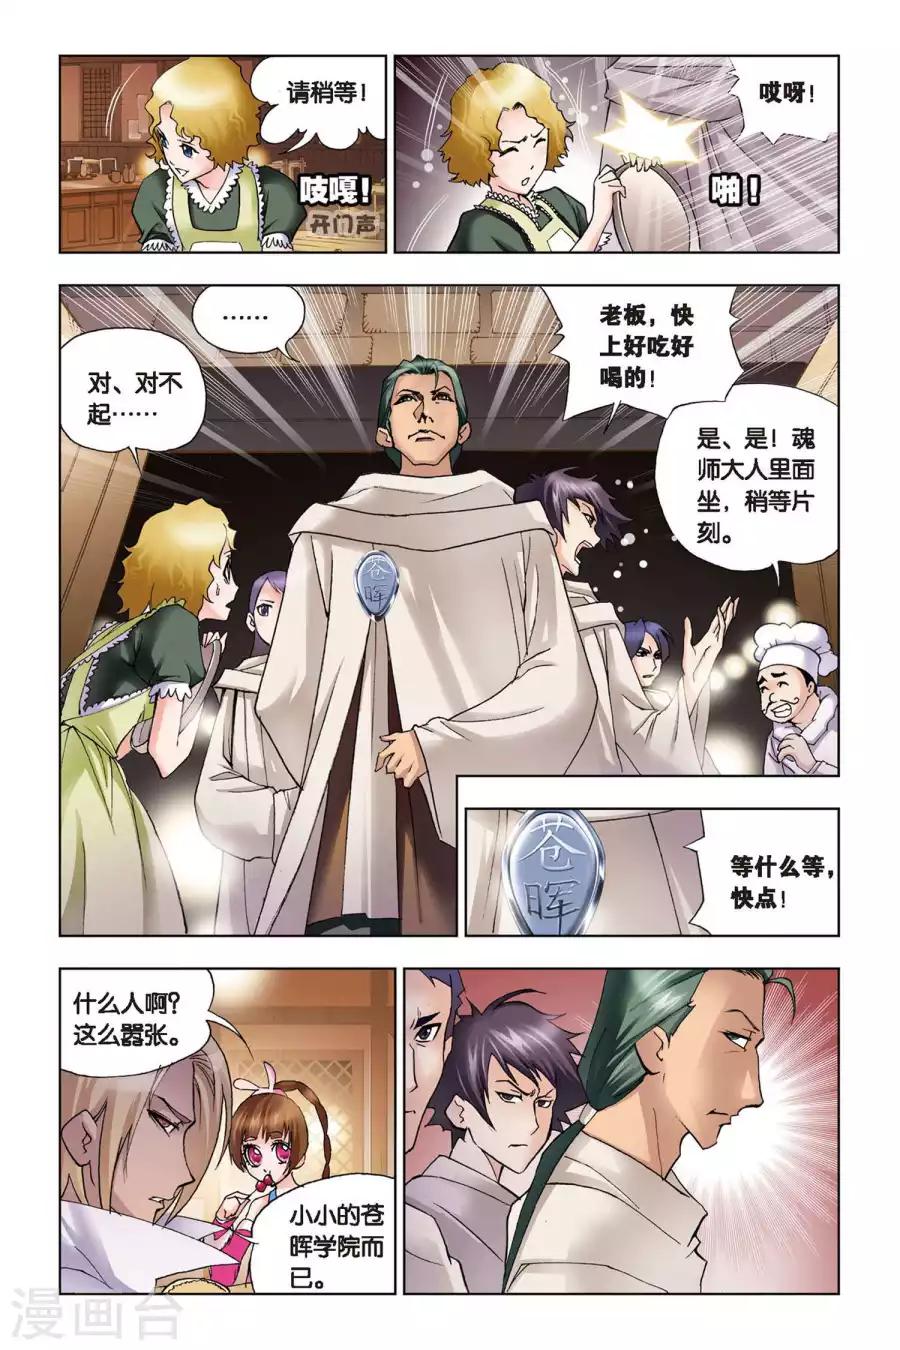 请稍等！
吱嘎！
开门声
哎呀！
啪！
……
对、对不
起……
老板，快
上好吃好
喝的！
是、是！魂
师大人里面
坐，稍等片
刻。
苍
晖
苍
晖
等什么等，
快点！
什么人啊？
这么嚣张。
小小的苍
晖学院而
已。
漫画台